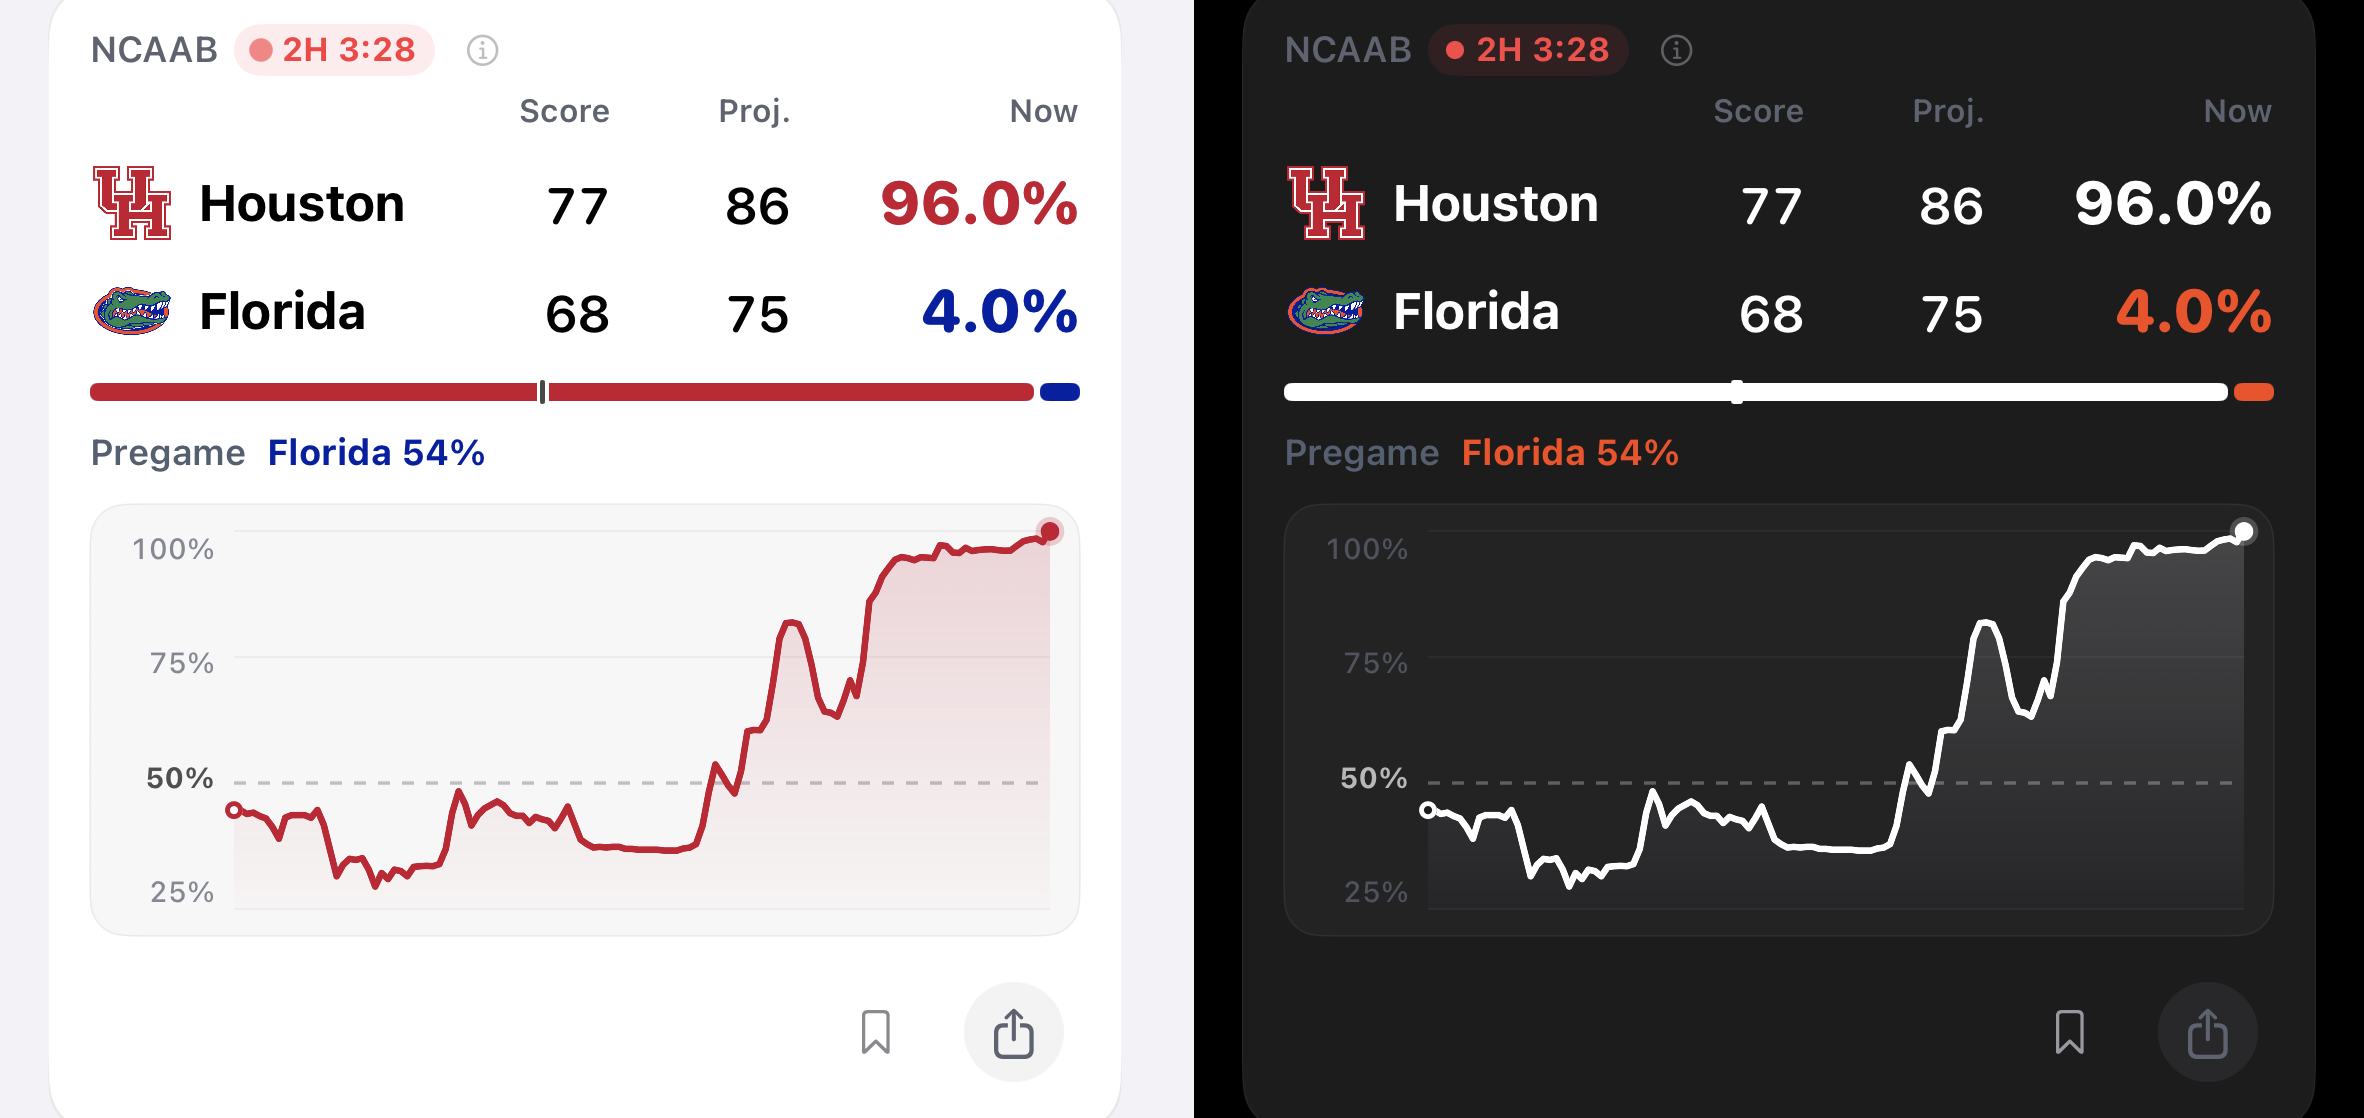 NCAAB 2H 3:28
Score Proj. Now
Houston 77 86 96.0%
Florida 68 75 4.0%
Pregame Florida 54%
100%
75%
50%
25%
NCAAB 2H 3:28
Score Proj. Now
Houston 77 86 96.0%
Florida 68 75 4.0%
Pregame Florida 54%
100%
75%
50%
25%